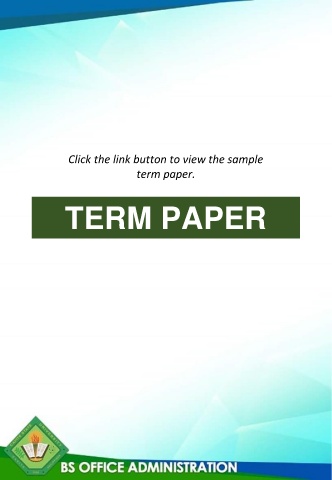 Click the link button to view the sample
term paper.
TERM PAPER
BS OFFICE ADMINISTRATION